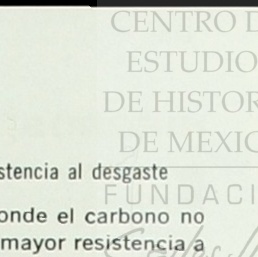 CENTRO D
ESTUDIO
DE HISTOR
DE MEXIC
stencia al desgaste
FUNDACI
onde el carbono no
mayor resistencia a